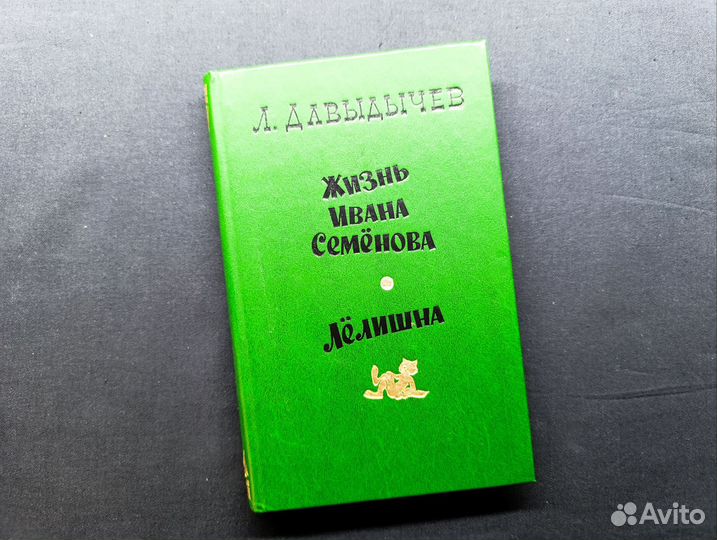 Л. ДАВЫДЫЧЕВ
ЖИЗНЬ
ИВАНА
СЕМЁНОВА
ЛЁЛИШНА
Avito